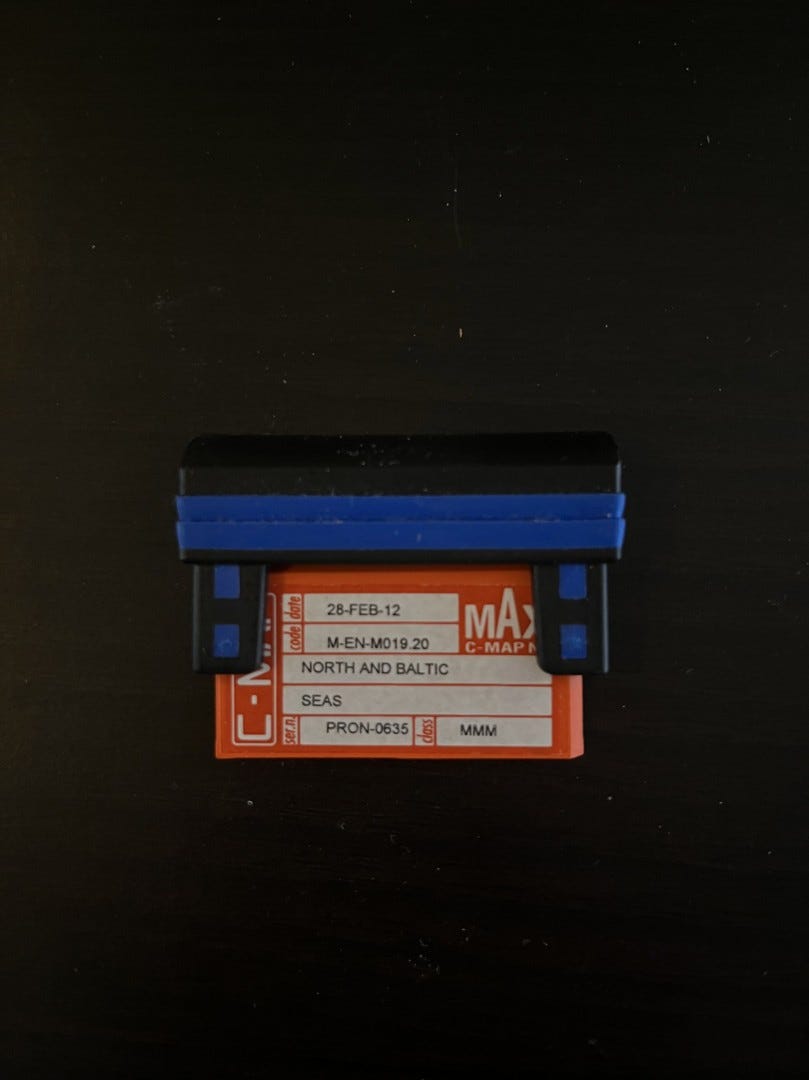 date 28-FEB-12
MAX
code M-EN-M019.20
C-MAP
NORTH AND BALTIC
SEAS
ser.n. PRON-0635 class MMM